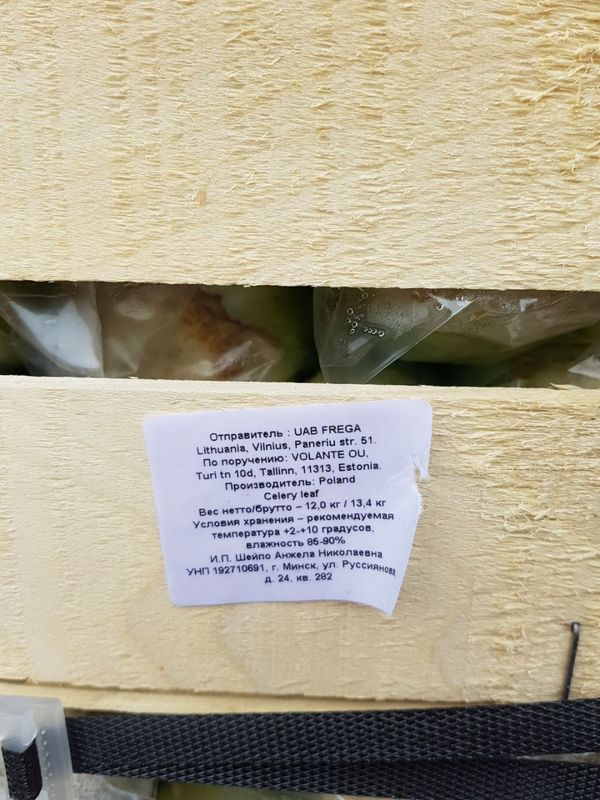 Отправитель : UAB FREGA
Lithuania, Vilnius, Paneriu str. 51.
По поручению: VOLANTE OU,
Turi tn 10d, Tallinn, 11313, Estonia.
Производитель: Poland
Celery leaf
Вес нетто/брутто – 12,0 кг / 13,4 кг
Условия хранения – рекомендуемая
температура +2-+10 градусов,
влажность 85-90%
И.П. Шейпо Анжела Николаевна
УНП 192710691, г. Минск, ул. Руссиянова,
д. 24, кв. 282